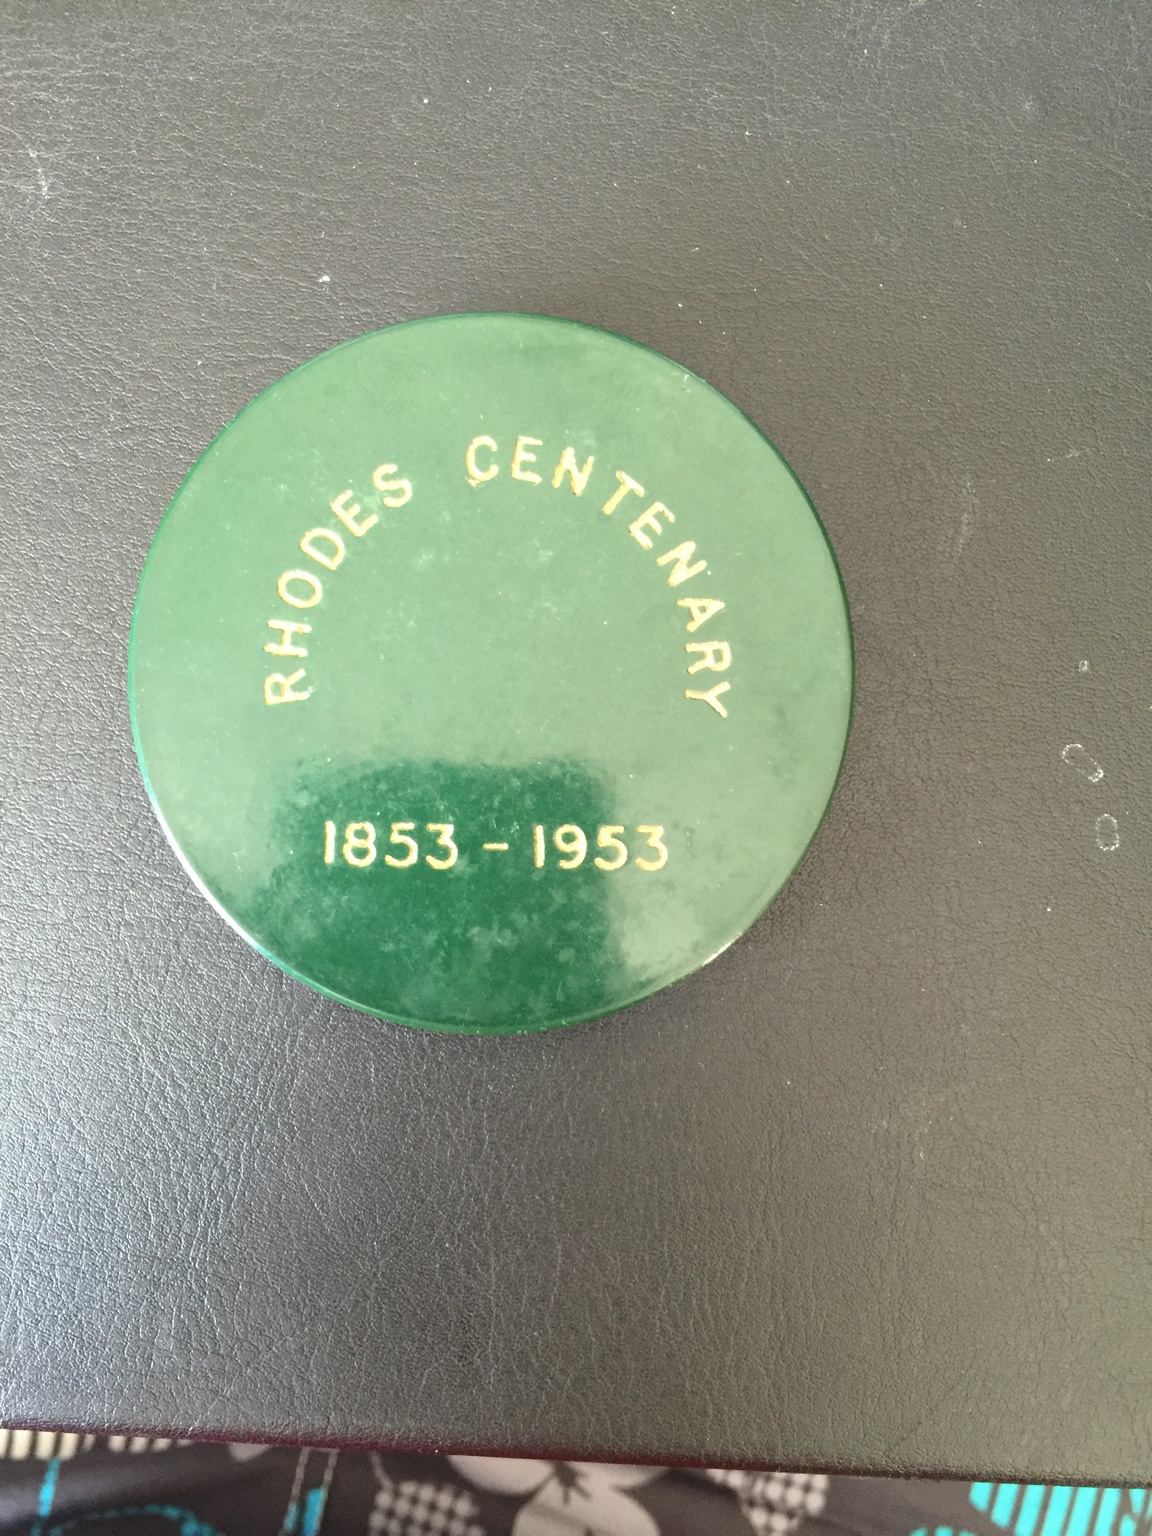 RHODES CENTENARY
1853 - 1953